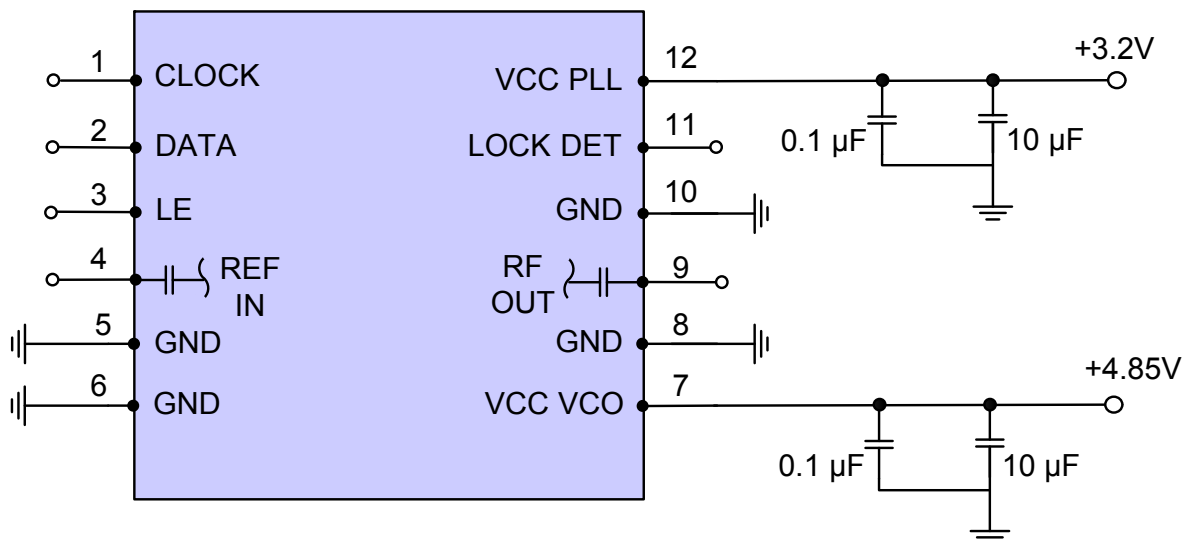 1 CLOCK
2 DATA
3 LE
4 REF
IN
5 GND
6 GND
VCC PLL 12
+3.2V
0.1 µF
10 µF
LOCK DET 11
GND 10
RF
OUT 9
GND 8
VCC VCO 7
+4.85V
0.1 µF
10 µF